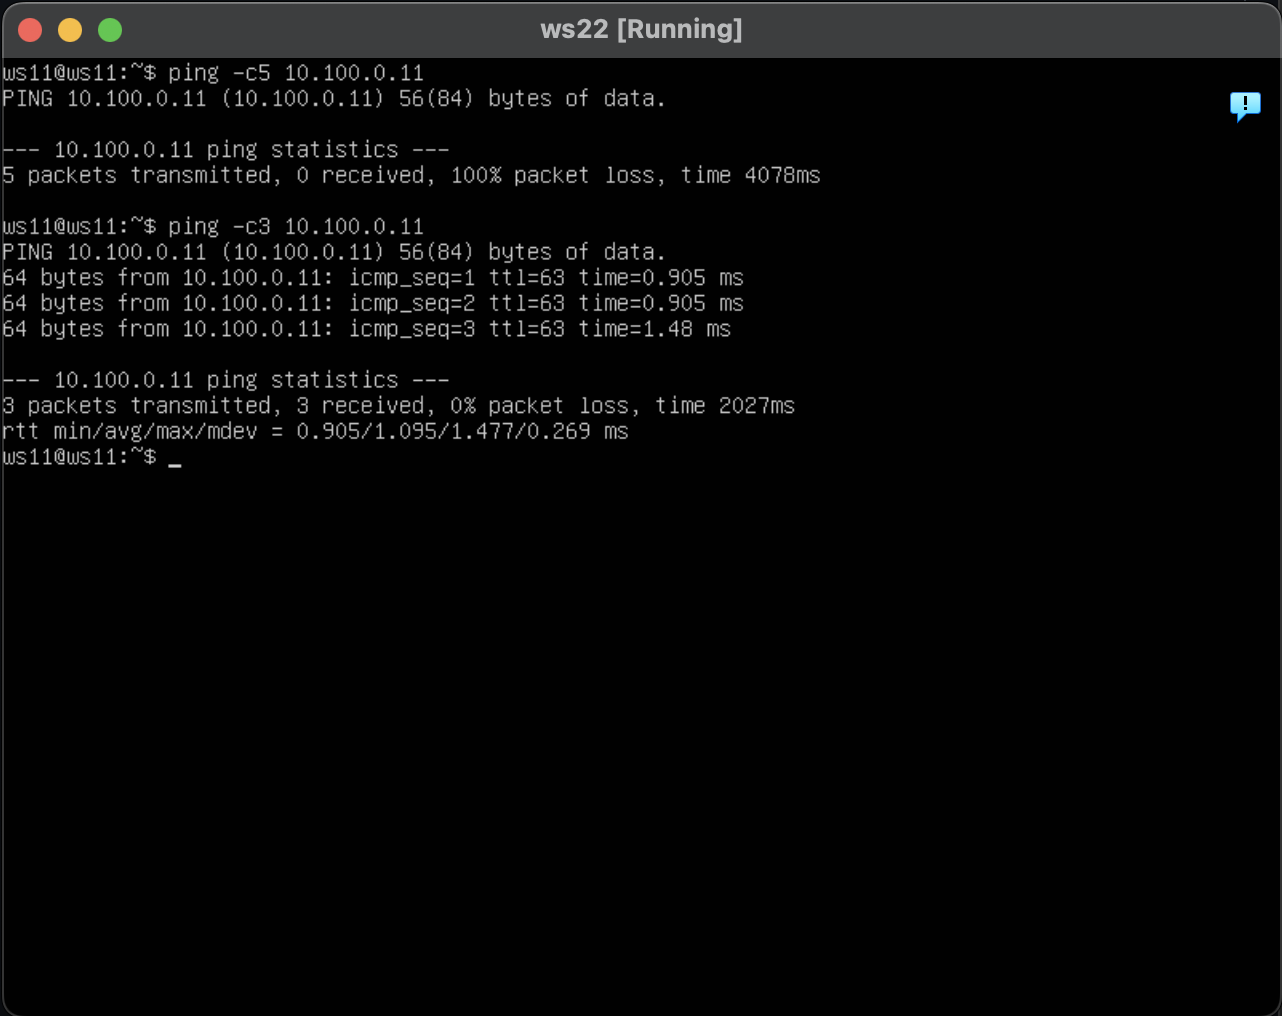 ws22 [Running]
ws11@ws11:~$ ping -c5 10.100.0.11
PING 10.100.0.11 (10.100.0.11) 56(84) bytes of data.
--- 10.100.0.11 ping statistics ---
5 packets transmitted, 0 received, 100% packet loss, time 4078ms
ws11@ws11:~$ ping -c3 10.100.0.11
PING 10.100.0.11 (10.100.0.11) 56(84) bytes of data.
64 bytes from 10.100.0.11: icmp_seq=1 ttl=63 time=0.905 ms
64 bytes from 10.100.0.11: icmp_seq=2 ttl=63 time=0.905 ms
64 bytes from 10.100.0.11: icmp_seq=3 ttl=63 time=1.48 ms
--- 10.100.0.11 ping statistics ---
3 packets transmitted, 3 received, 0% packet loss, time 2027ms
rtt min/avg/max/mdev = 0.905/1.095/1.477/0.269 ms
ws11@ws11:~$ _